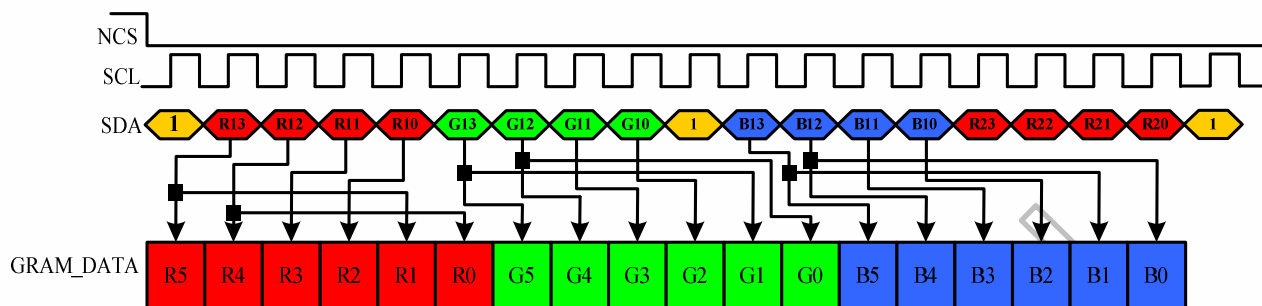 NCS
SCL
SDA 1 R13 R12 R11 R10 G13 G12 G11 G10 1 B13 B12 B11 B10 R23 R22 R21 R20 1
GRAM_DATA R5 R4 R3 R2 R1 R0 G5 G4 G3 G2 G1 G0 B5 B4 B3 B2 B1 B0